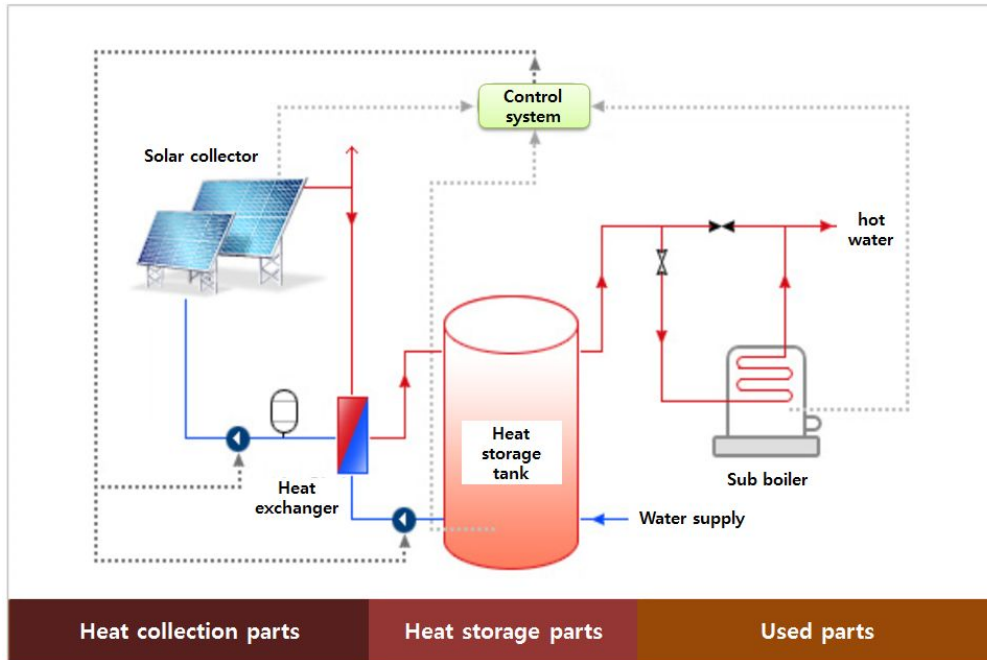 Control
system
Solar collector
hot
water
Heat
storage
tank
Sub boiler
Heat
exchanger
Water supply
Heat collection parts
Heat storage parts
Used parts